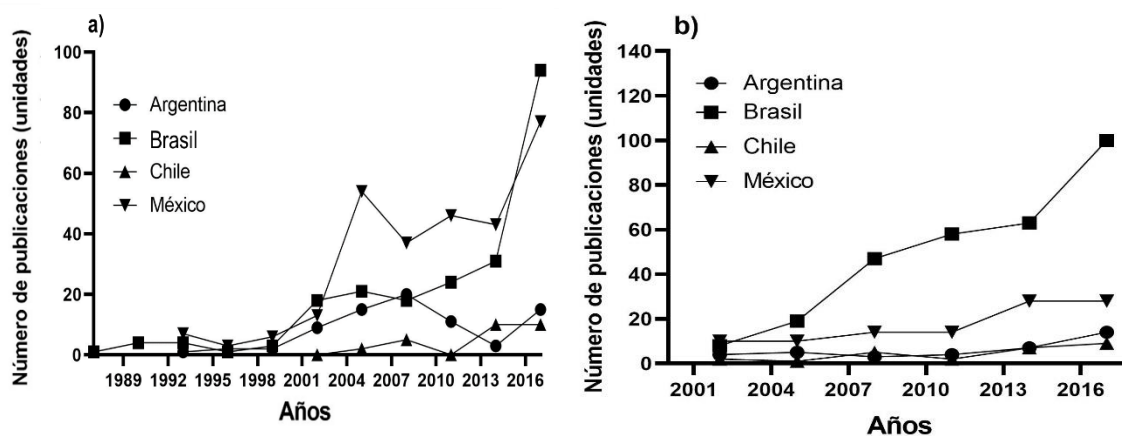 a)
Número de publicaciones (unidades)
100
80
60
40
20
0
Argentina
Brasil
Chile
México
1989 1992 1995 1998 2001 2004 2007 2010 2013 2016
Años
b)
Número de publicaciones (unidades)
140
120
100
80
60
40
20
0
Argentina
Brasil
Chile
México
2001 2004 2007 2010 2013 2016
Años